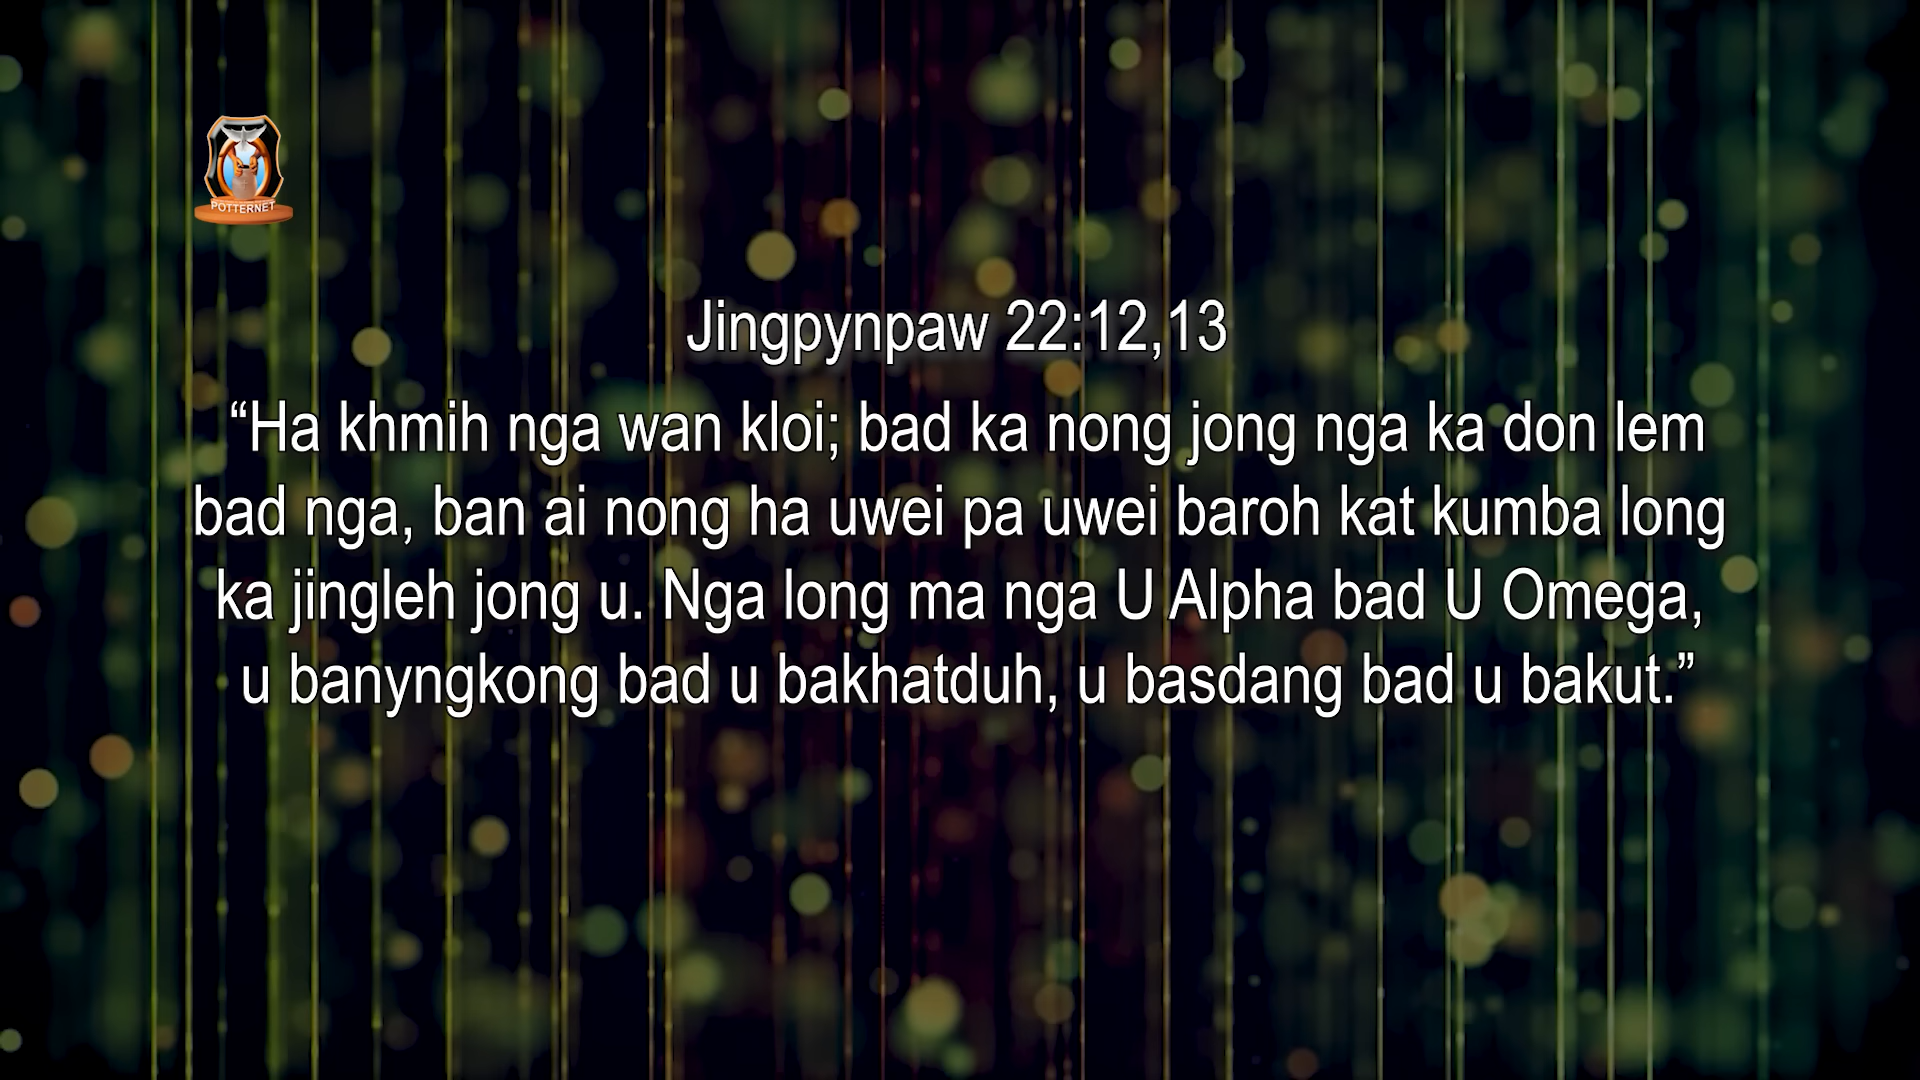 POTTERNET
Jingpynpaw 22:12,13
“Ha khmih nga wan kloi; bad ka nong jong nga ka don lem
bad nga, ban ai nong ha uwei pa uwei baroh kat kumba long
ka jingleh jong u. Nga long ma nga U Alpha bad U Omega,
u banyngkong bad u bakhatduh, u basdang bad u bakut.”